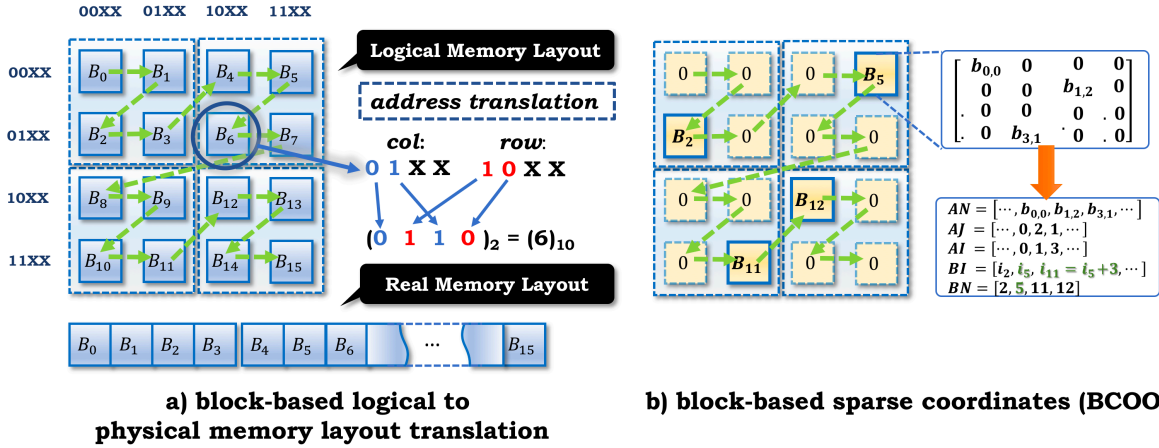 00XX 01XX 10XX 11XX
00XX
01XX
10XX
11XX
B0 B1 B4 B5
B2 B3 B6 B7
B8 B9 B12 B13
B10 B11 B14 B15
Logical Memory Layout
address translation
col: row:
0 1 X X 1 0 X X
(0 1 1 0)2 = (6)10
Real Memory Layout
B0 B1 B2 B3 B4 B5 B6 ... B15
a) block-based logical to
physical memory layout translation
0 0 0 B5
B2 0 0 0
0 0 B12 0
0 B11 0 0
b0,0 0 0 0
0 0 b1,2 0
. 0 0 0 0
. 0 b3,1 . 0 . 0
AN = [⋯, b0,0, b1,2, b3,1, ⋯]
AJ = [⋯, 0, 2, 1, ⋯]
AI = [⋯, 0, 1, 3, ⋯]
BI = [i2, i5, i11 = i5+3, ⋯]
BN = [2, 5, 11, 12]
b) block-based sparse coordinates (BCOO